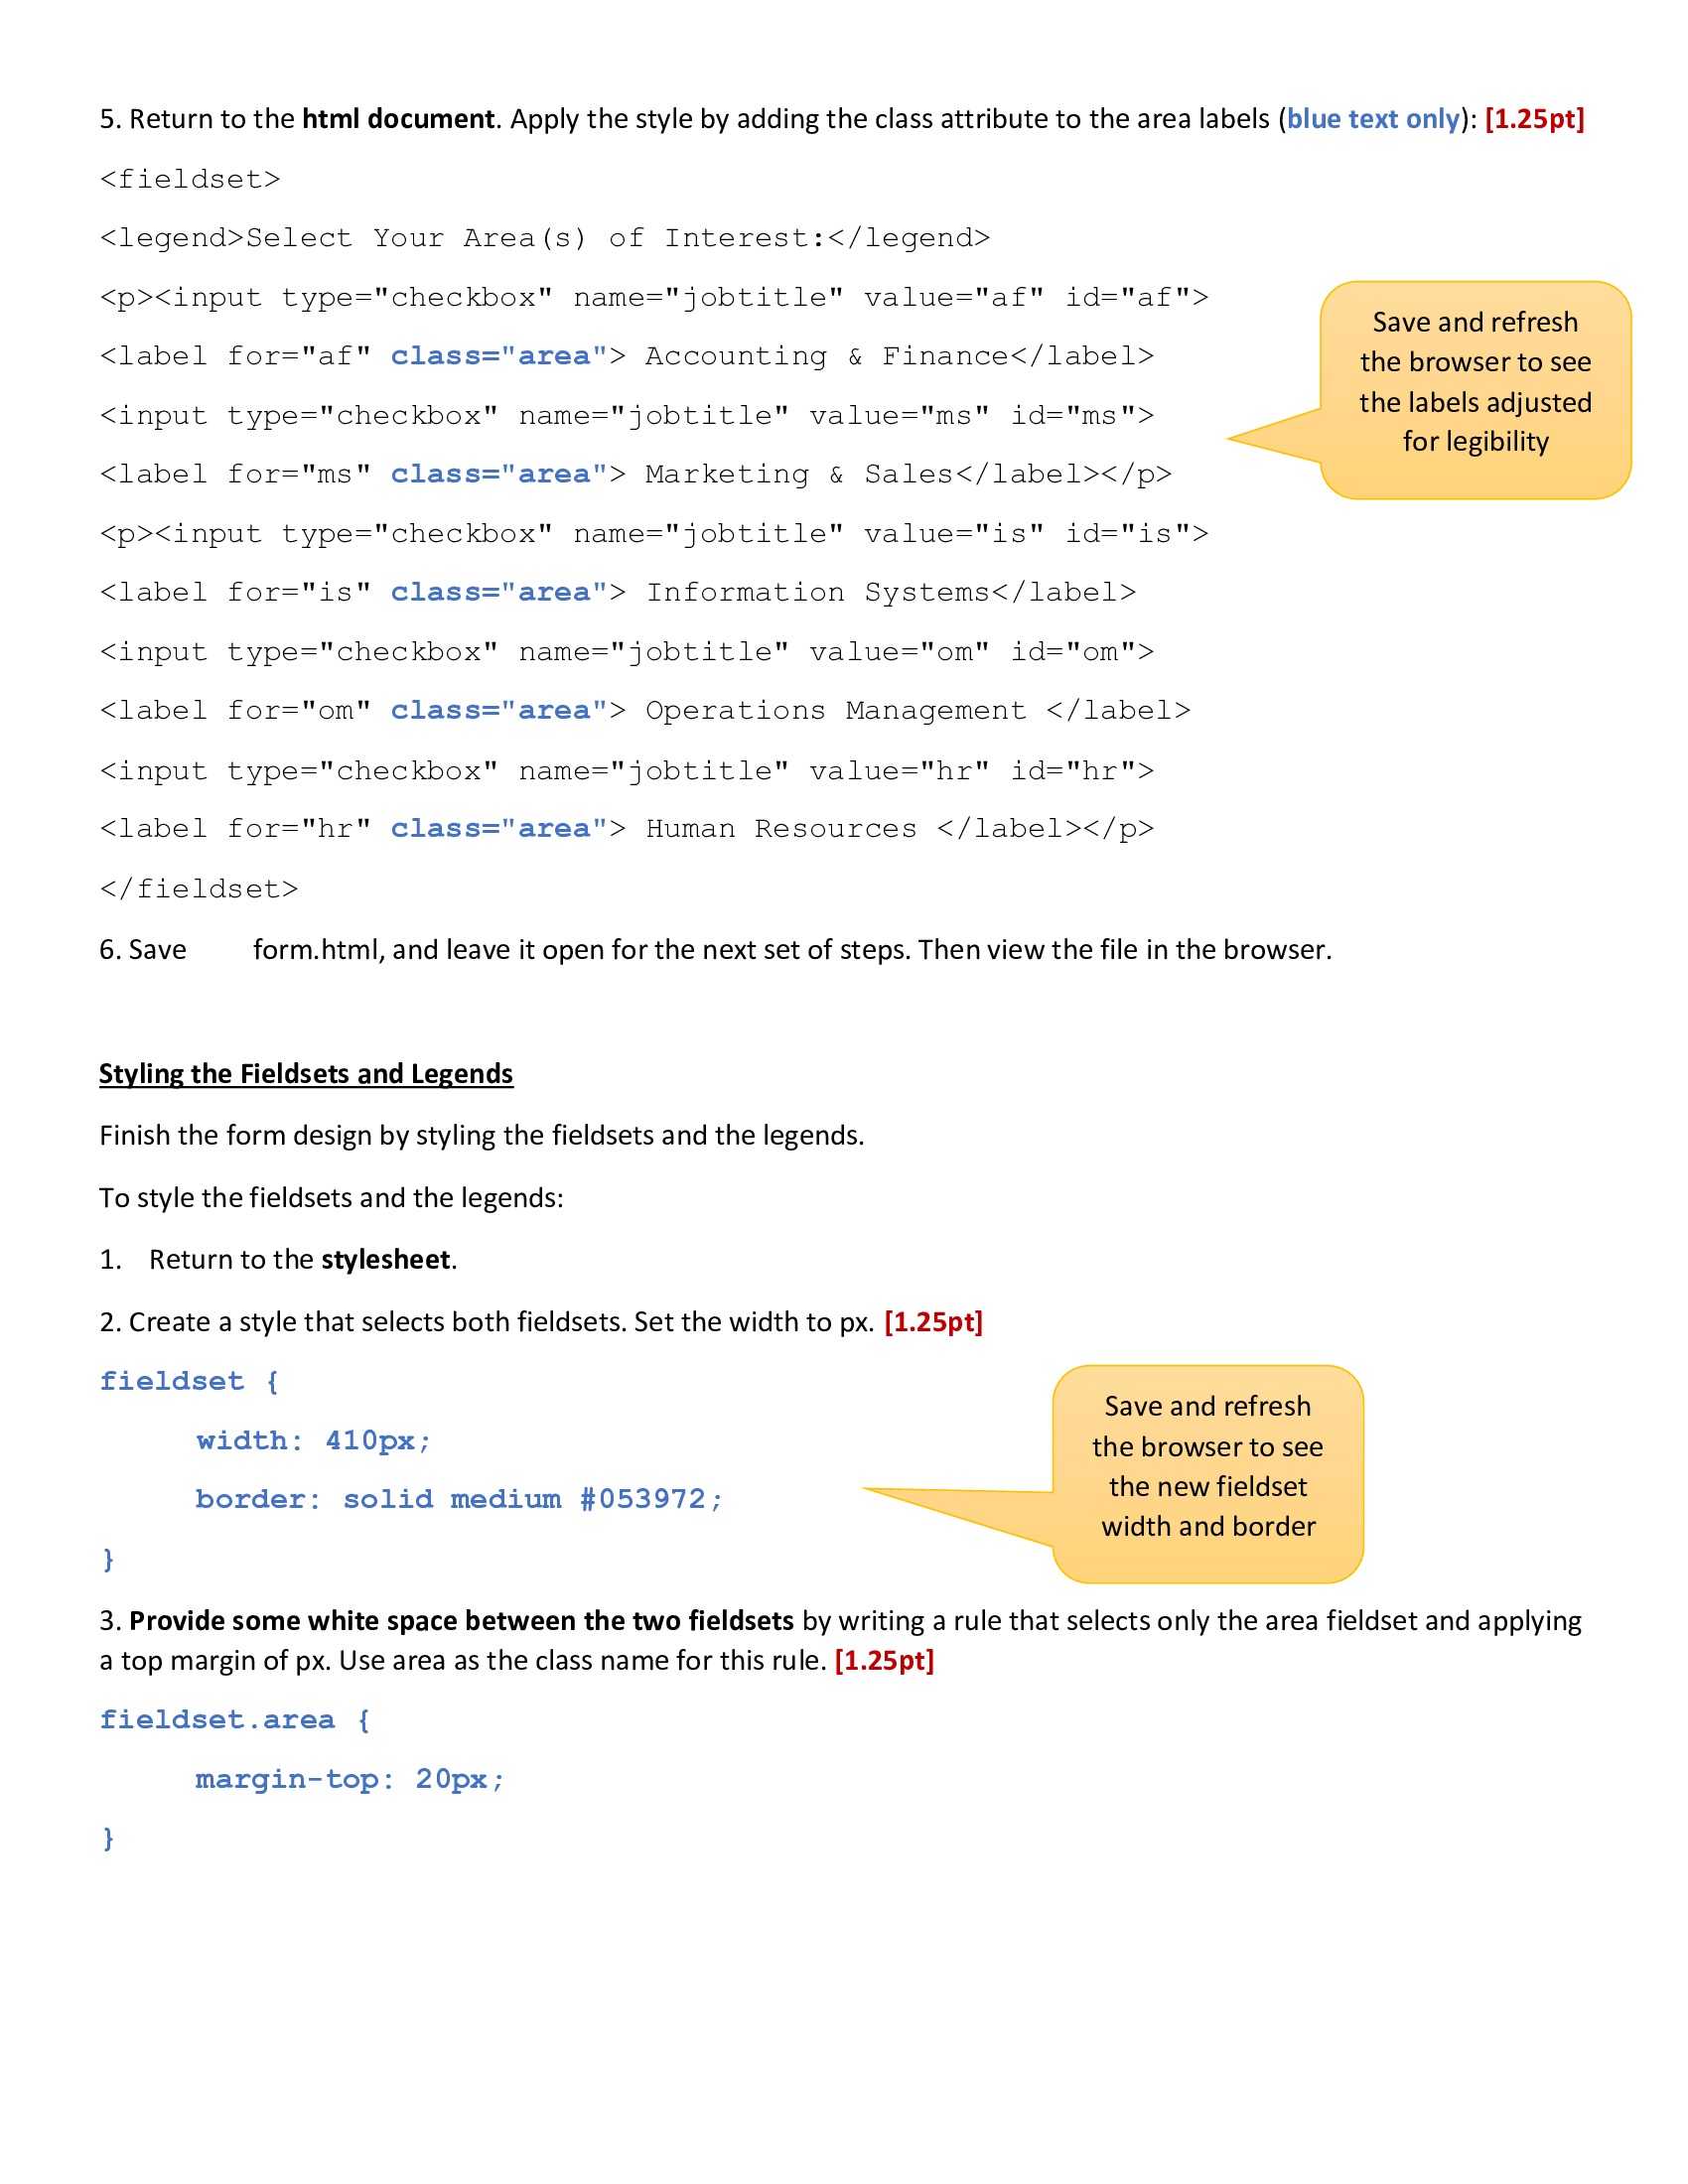 5. Return to the html document. Apply the style by adding the class attribute to the area labels (blue text only): [1.25pt]
<fieldset>
<legend>Select Your Area(s) of Interest:</legend>
<p><input type="checkbox" name="jobtitle" value="af" id="af">
<label for="af" class="area"> Accounting & Finance</label>
<input type="checkbox" name="jobtitle" value="ms" id="ms">
<label for="ms" class="area"> Marketing & Sales</label></p>
<p><input type="checkbox" name="jobtitle" value="is" id="is">
<label for="is" class="area"> Information Systems</label>
<input type="checkbox" name="jobtitle" value="om" id="om">
<label for="om" class="area"> Operations Management </label>
<input type="checkbox" name="jobtitle" value="hr" id="hr">
<label for="hr" class="area"> Human Resources </label></p>
</fieldset>
Save and refresh
the browser to see
the labels adjusted
for legibility
6. Save form.html, and leave it open for the next set of steps. Then view the file in the browser.
Styling the Fieldsets and Legends
Finish the form design by styling the fieldsets and the legends.
To style the fieldsets and the legends:
1. Return to the stylesheet.
2. Create a style that selects both fieldsets. Set the width to px. [1.25pt]
fieldset {
width: 410px;
border: solid medium #053972;
}
Save and refresh
the browser to see
the new fieldset
width and border
3. Provide some white space between the two fieldsets by writing a rule that selects only the area fieldset and applying
a top margin of px. Use area as the class name for this rule. [1.25pt]
fieldset.area {
margin-top: 20px;
}